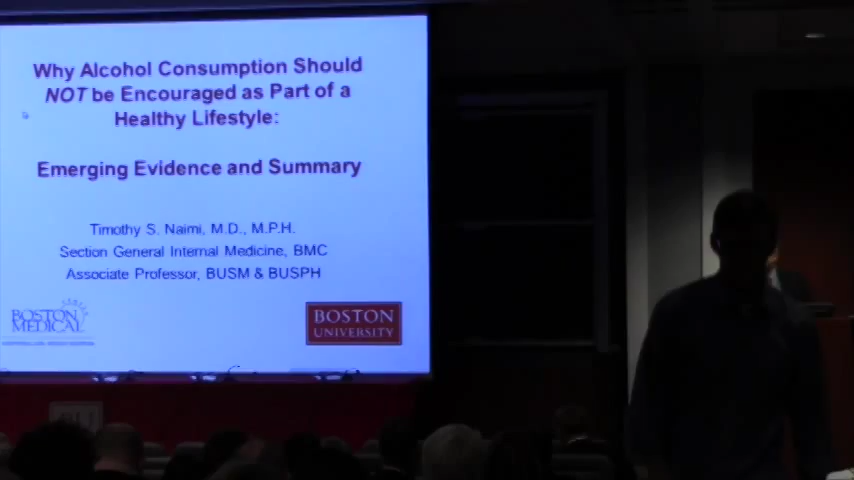 Why Alcohol Consumption Should
NOT be Encouraged as Part of a
Healthy Lifestyle:
Emerging Evidence and Summary
Timothy S. Naimi, M.D., M.P.H.
Section General Internal Medicine, BMC
Associate Professor, BUSM & BUSPH
BOSTON
MEDICAL
BOSTON
UNIVERSITY